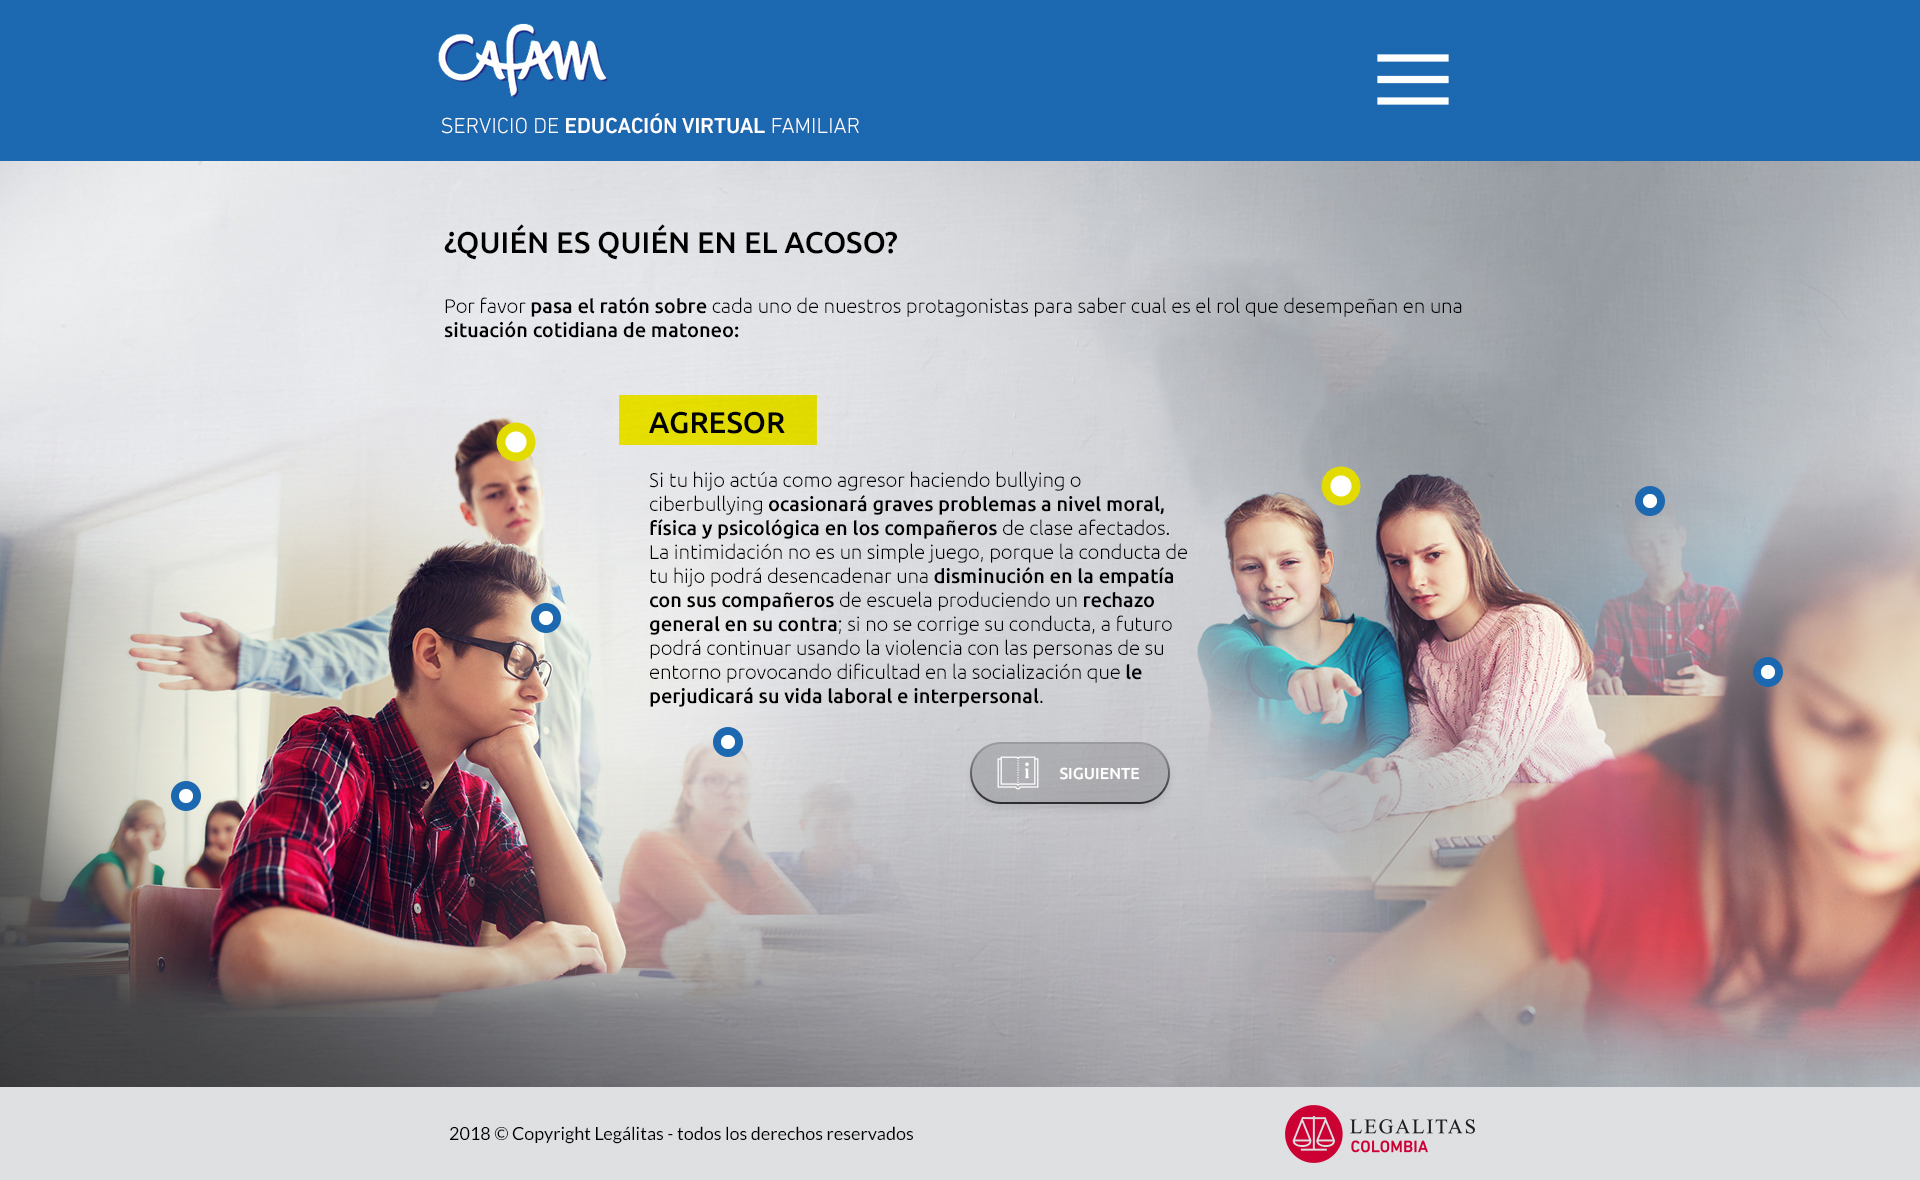 CAFAM
SERVICIO DE EDUCACIÓN VIRTUAL FAMILIAR
¿QUIÉN ES QUIÉN EN EL ACOSO?
Por favor pasa el ratón sobre cada uno de nuestros protagonistas para saber cual es el rol que desempeñan en una
situación cotidiana de matoneo:
AGRESOR
Si tu hijo actúa como agresor haciendo bullying o
ciberbullying ocasionará graves problemas a nivel moral,
física y psicológica en los compañeros de clase afectados.
La intimidación no es un simple juego, porque la conducta de
tu hijo podrá desencadenar una disminución en la empatía
con sus compañeros de escuela produciendo un rechazo
general en su contra; si no se corrige su conducta, a futuro
podrá continuar usando la violencia con las personas de su
entorno provocando dificultad en la socialización que le
perjudicará su vida laboral e interpersonal.
SIGUIENTE
2018 © Copyright Legálitas - todos los derechos reservados
LEGALITAS
COLOMBIA